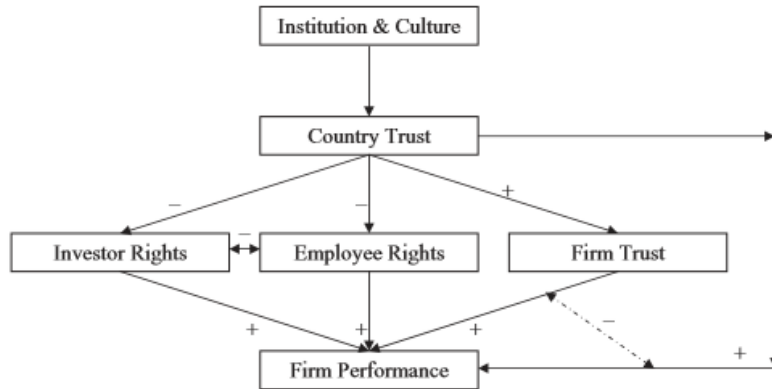 Institution & Culture
Country Trust
– – +
Investor Rights – Employee Rights Firm Trust
+ + + – +
Firm Performance